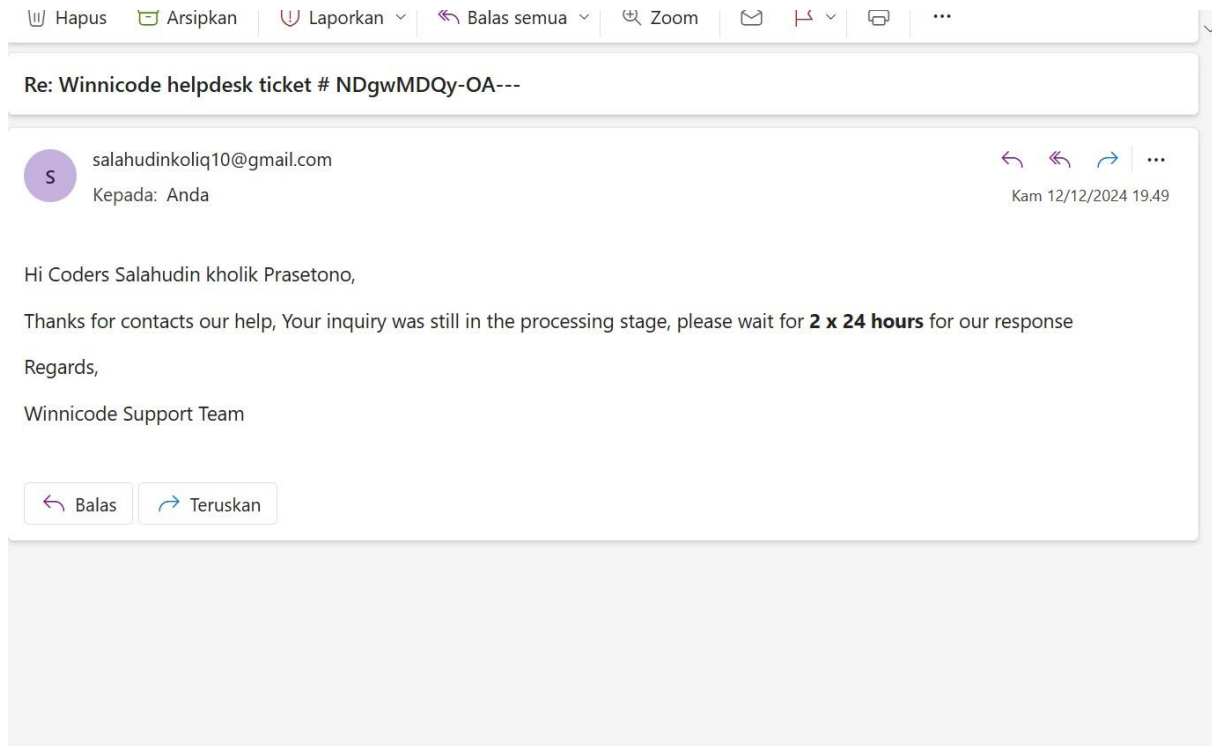 Hapus Arsipkan Laporkan Balas semua Zoom ...
Re: Winnicode helpdesk ticket # NDgwMDQy-OA---
S
salahudinkoliq10@gmail.com
Kepada: Anda
Kam 12/12/2024 19.49
Hi Coders Salahudin kholik Prasetono,
Thanks for contacts our help, Your inquiry was still in the processing stage, please wait for 2 x 24 hours for our response
Regards,
Winnicode Support Team
Balas Teruskan